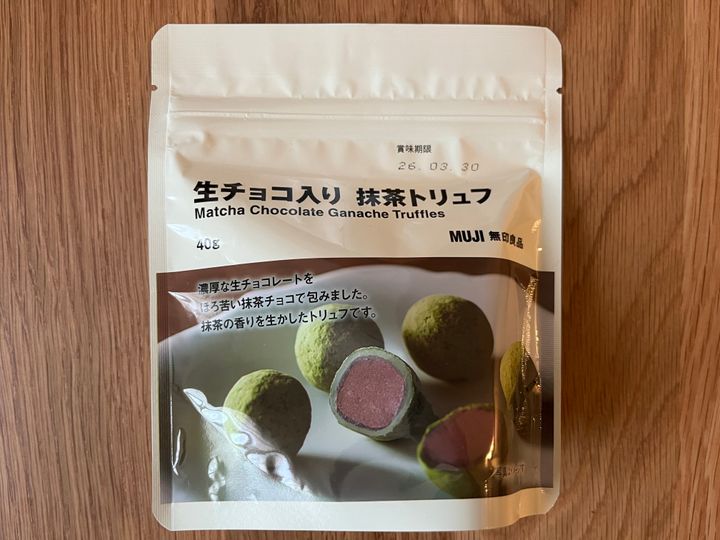 賞味期限
26.03.30
生チョコ入り 抹茶トリュフ
Matcha Chocolate Ganache Truffles
40g
MUJI 無印良品
濃厚な生チョコレートを
ほろ苦い抹茶チョコで包みました。
抹茶の香りを生かしたトリュフです。